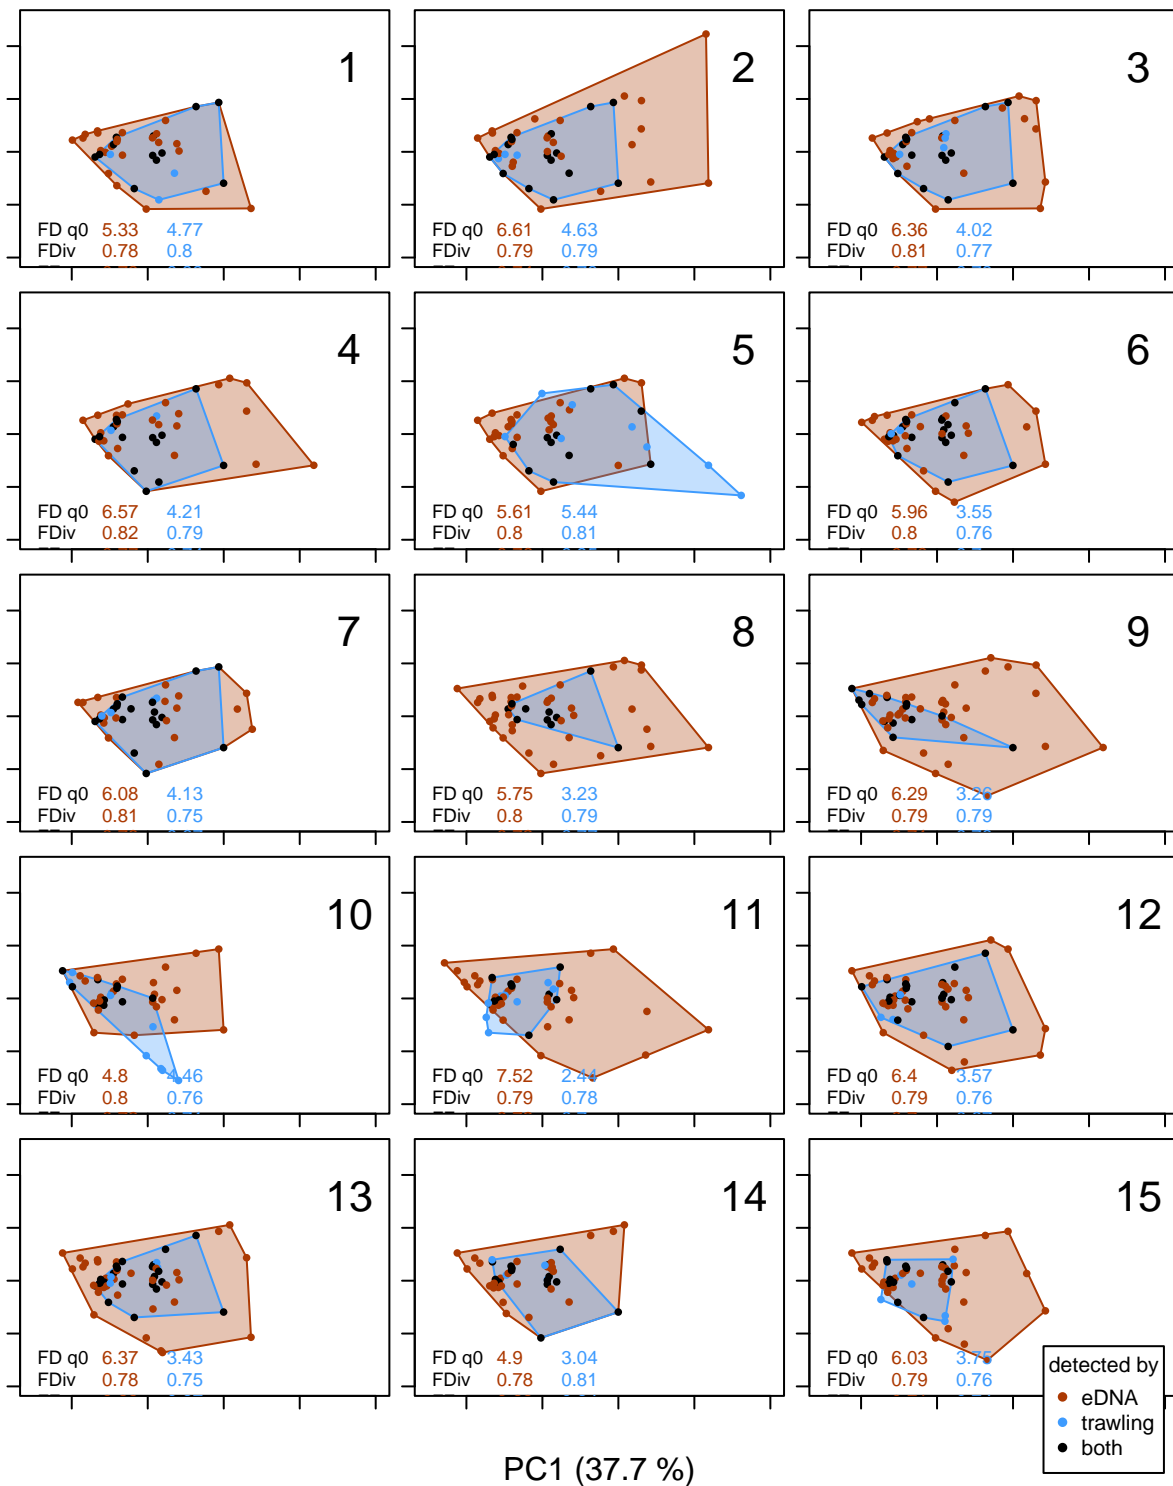 1
FD q0 5.33 4.77
FDiv 0.78 0.8
2
FD q0 6.61 4.63
FDiv 0.79 0.79
3
FD q0 6.36 4.02
FDiv 0.81 0.77
4
FD q0 6.57 4.21
FDiv 0.82 0.79
5
FD q0 5.61 5.44
FDiv 0.8 0.81
6
FD q0 5.96 3.55
FDiv 0.8 0.76
7
FD q0 6.08 4.13
FDiv 0.81 0.75
8
FD q0 5.75 3.23
FDiv 0.8 0.79
9
FD q0 6.29 3.26
FDiv 0.79 0.79
10
FD q0 4.8 4.46
FDiv 0.8 0.76
11
FD q0 7.52 2.44
FDiv 0.79 0.78
12
FD q0 6.4 3.57
FDiv 0.79 0.76
13
FD q0 6.37 3.43
FDiv 0.78 0.75
14
FD q0 4.9 3.04
FDiv 0.78 0.81
15
FD q0 6.03 3.75
FDiv 0.79 0.76
detected by
eDNA
trawling
both
PC1 (37.7 %)